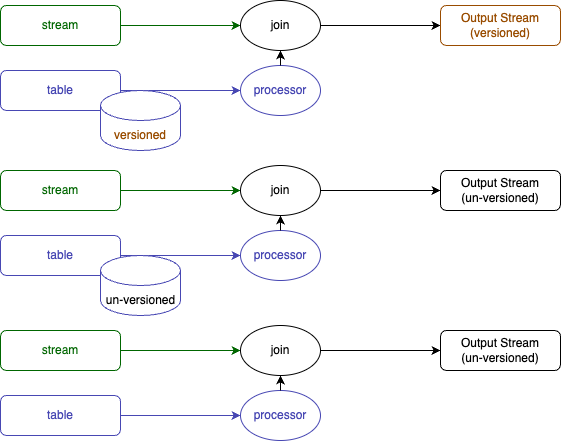 stream
join
Output Stream
(versioned)
table
processor
versioned
stream
join
Output Stream
(un-versioned)
table
processor
un-versioned
stream
join
Output Stream
(un-versioned)
table
processor